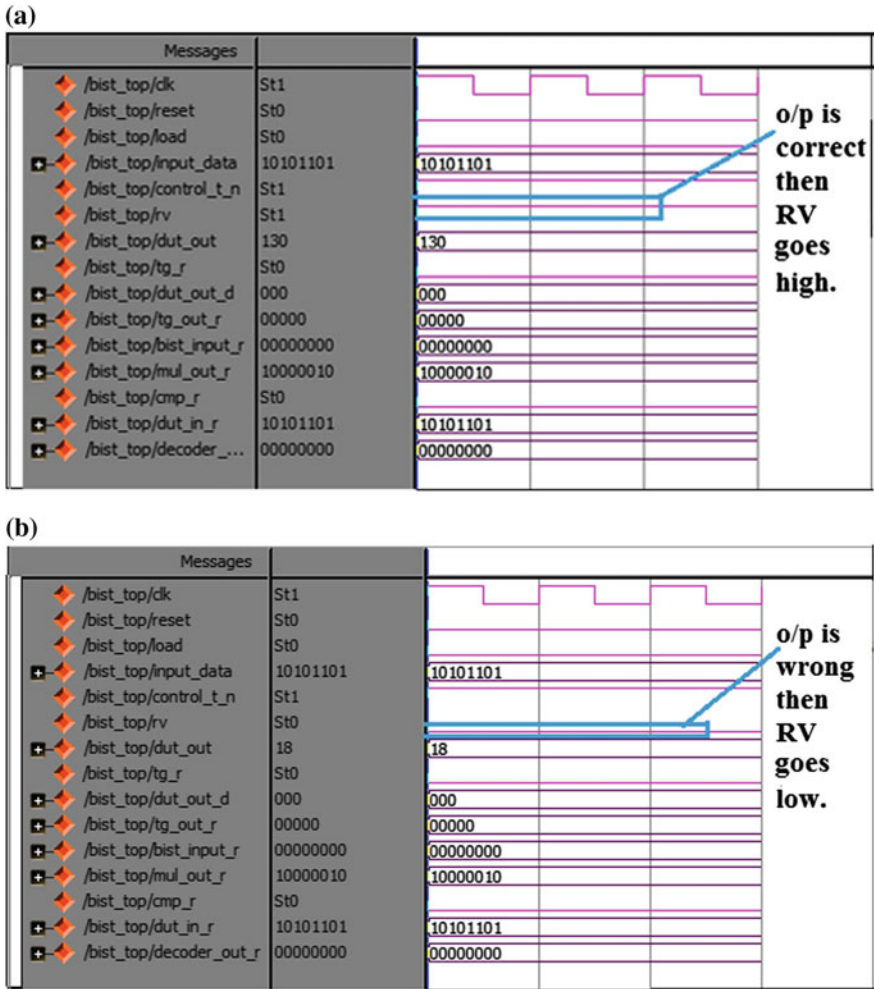 (a)
Messages
/bist_top/clk St1
/bist_top/reset St0
/bist_top/load St0
/bist_top/input_data 10101101 10101101
/bist_top/control_t_n St1
/bist_top/rv St1
/bist_top/dut_out 130 130
/bist_top/tg_r St0
/bist_top/dut_out_d 000 000
/bist_top/tg_out_r 00000 00000
/bist_top/bist_input_r 00000000 00000000
/bist_top/mul_out_r 10000010 10000010
/bist_top/cmp_r St0
/bist_top/dut_in_r 10101101 10101101
/bist_top/decoder_... 00000000 00000000
o/p is
correct
then
RV
goes
high.
(b)
Messages
/bist_top/clk St1
/bist_top/reset St0
/bist_top/load St0
/bist_top/input_data 10101101 10101101
/bist_top/control_t_n St1
/bist_top/rv St0
/bist_top/dut_out 18 18
/bist_top/tg_r St0
/bist_top/dut_out_d 000 000
/bist_top/tg_out_r 00000 00000
/bist_top/bist_input_r 00000000 00000000
/bist_top/mul_out_r 10000010 10000010
/bist_top/cmp_r St0
/bist_top/dut_in_r 10101101 10101101
/bist_top/decoder_out_r 00000000 00000000
o/p is
wrong
then
RV
goes
low.